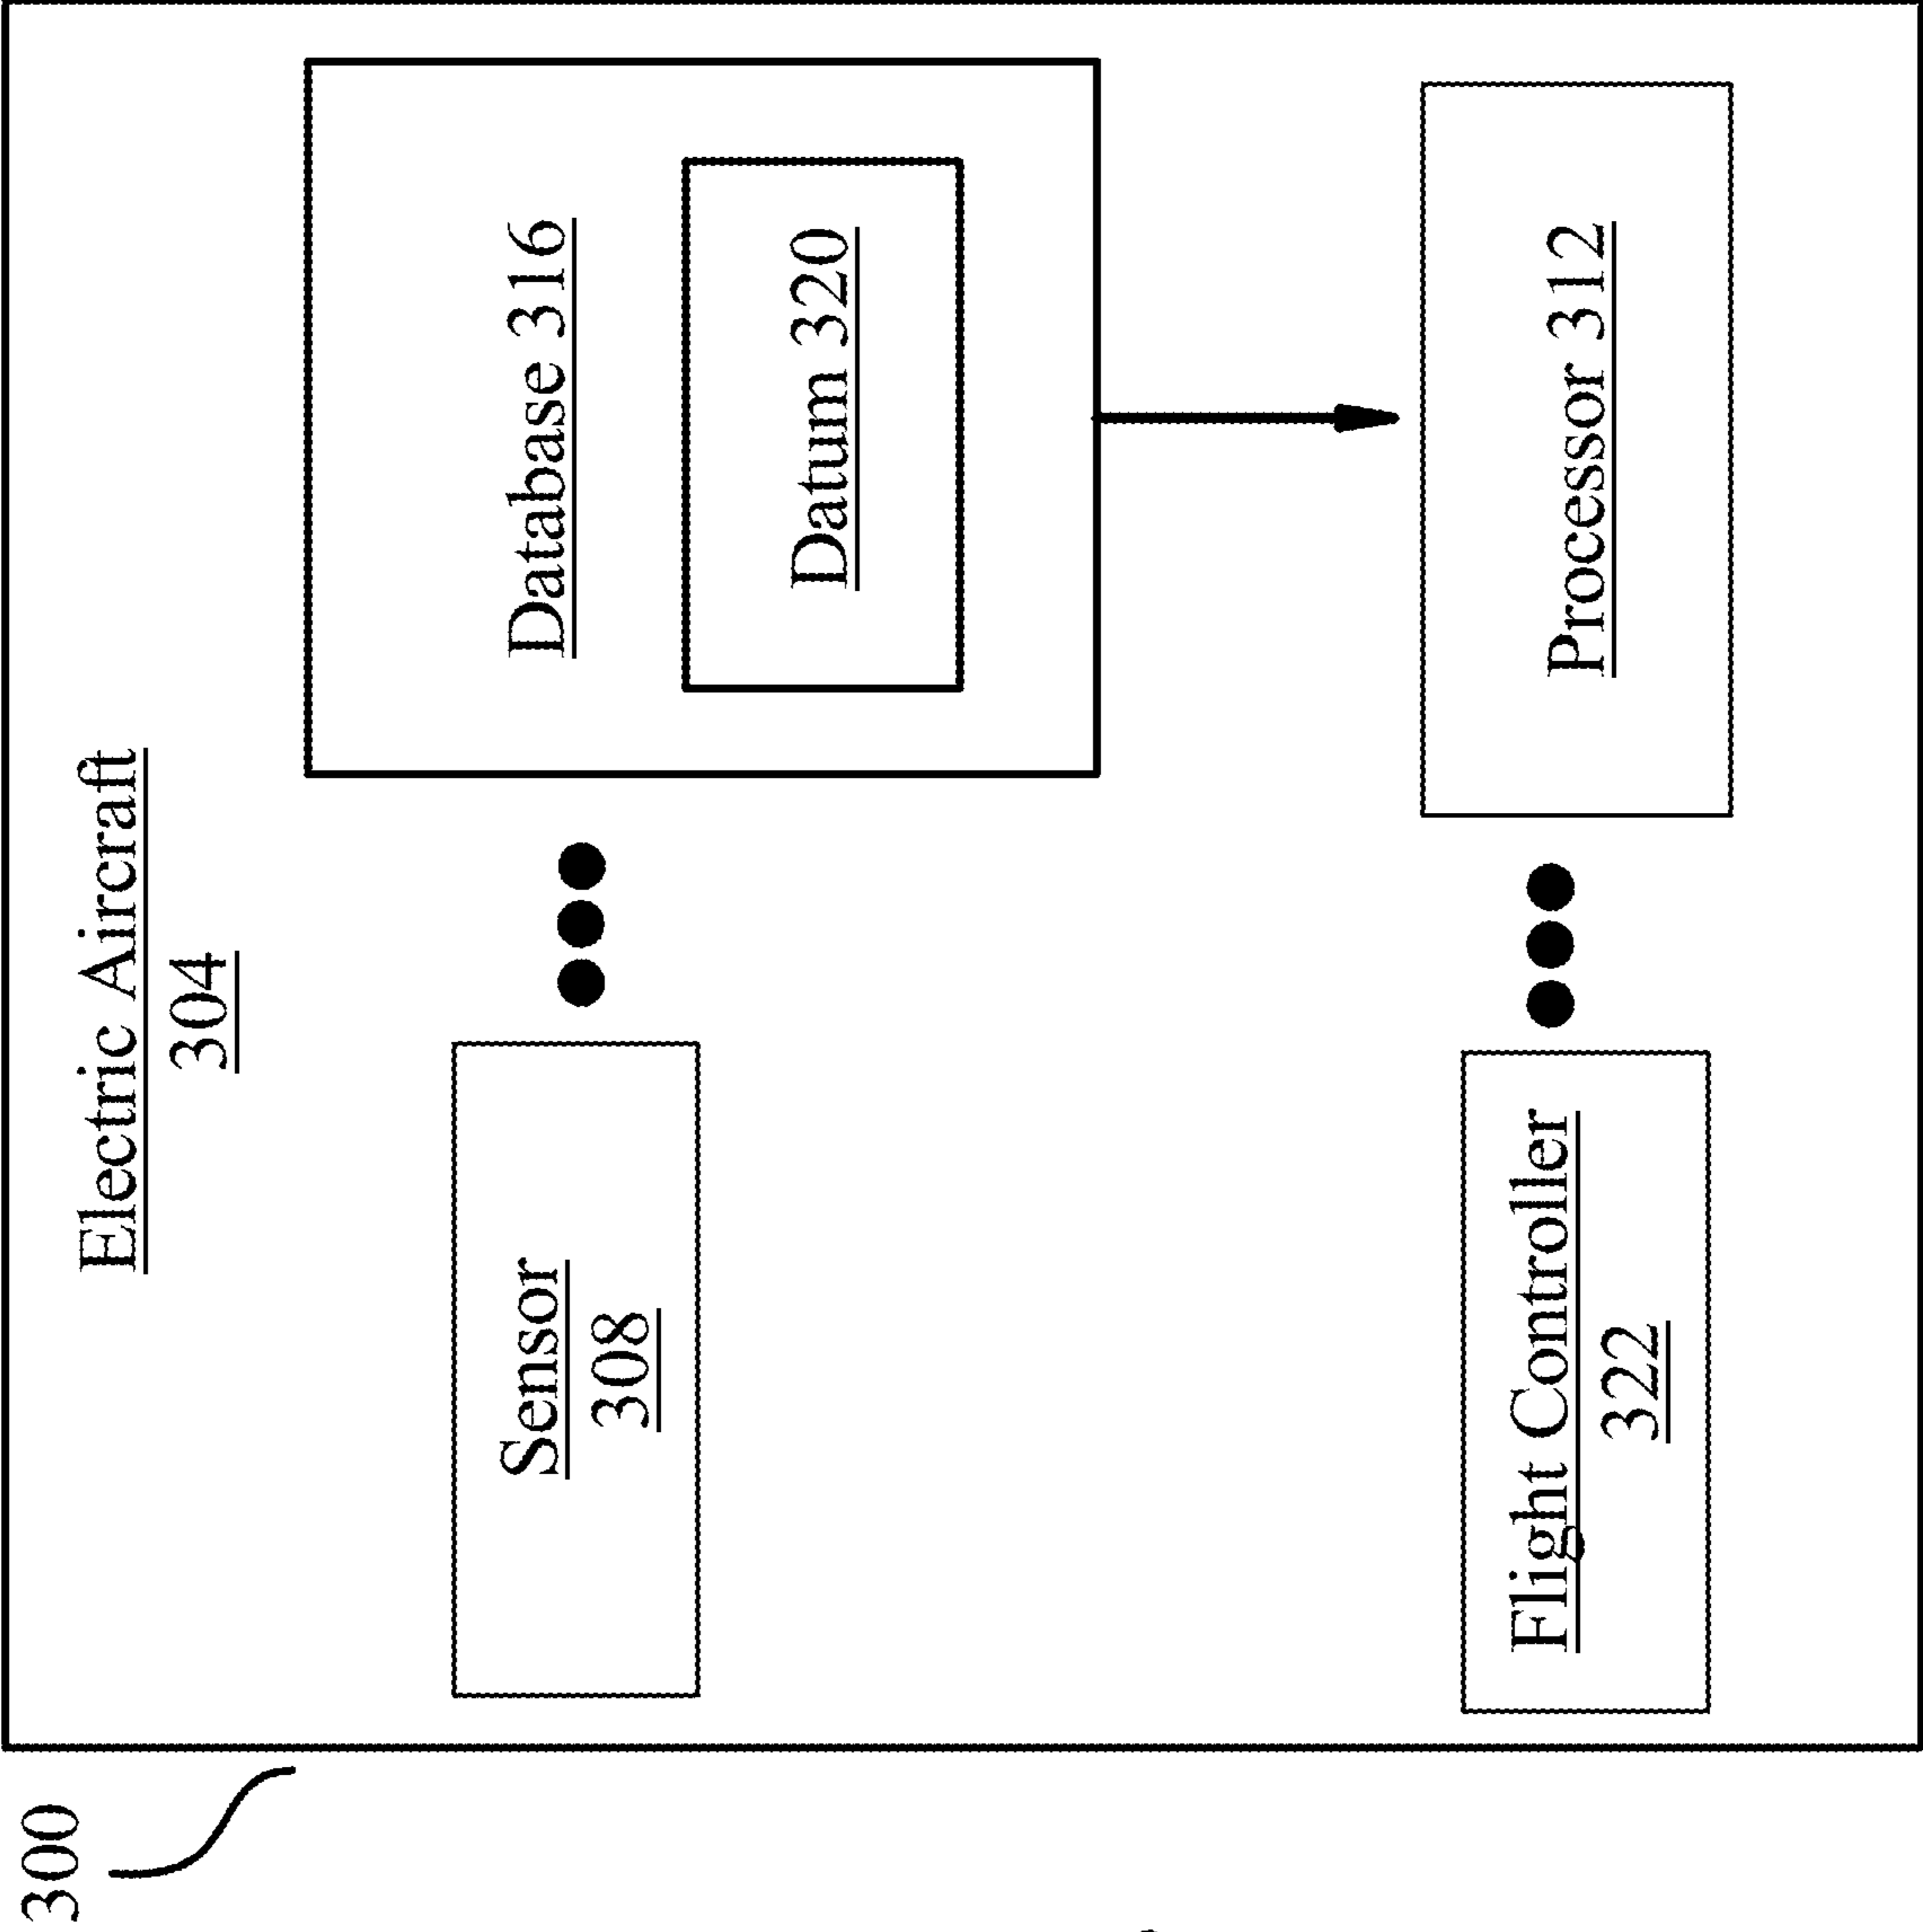 300
Electric Aircraft
304
Sensor
308
Database 316
Datum 320
Flight Controller
322
Processor 312